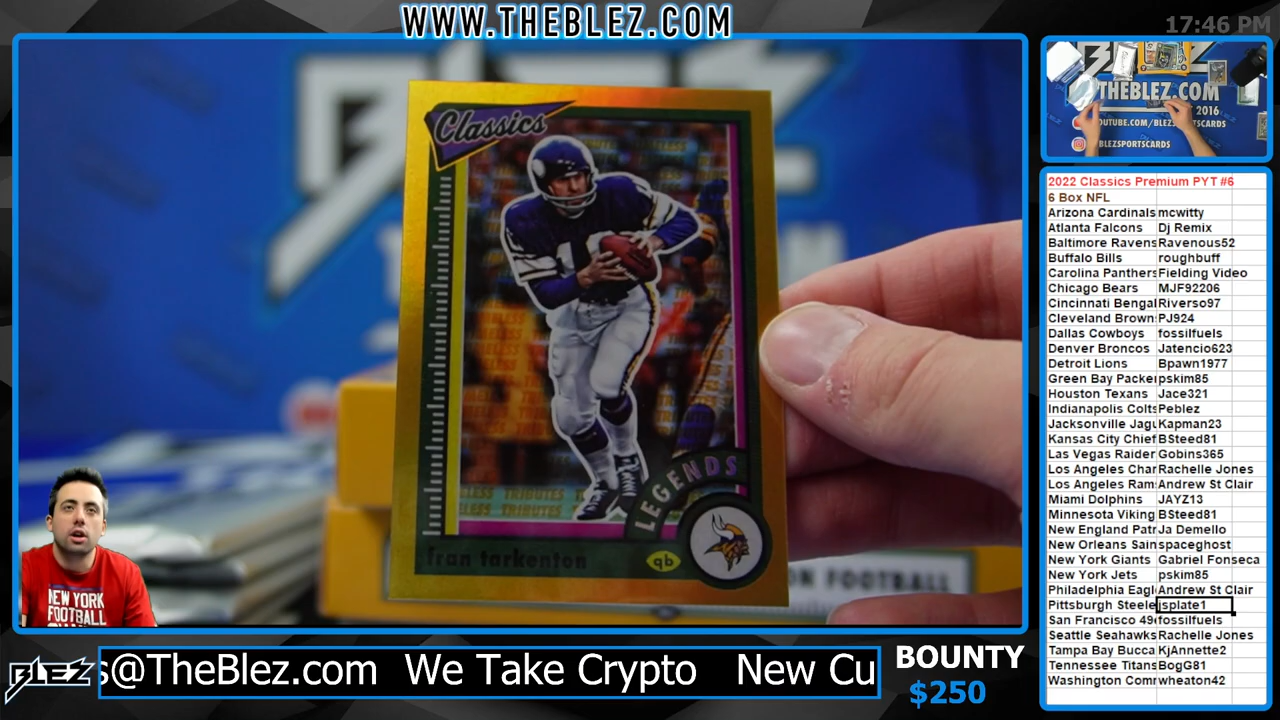 WWW.THEBLEZ.COM
17:46 PM
Classics
LEGENDS
LESS TRIBUTES
fran tarkenton
qb
ON FOOTBALL
NEW YORK
FOOTBALL
THEBLEZ.COM
2016
YOUTUBE.COM/BLEZSPORTSCARDS
BLEZSPORTSCARDS
2022 Classics Premium PYT #6
6 Box NFL
Arizona Cardinals mcwitty
Atlanta Falcons Dj Remix
Baltimore Ravens Ravenous52
Buffalo Bills roughbuff
Carolina Panthers Fielding Video
Chicago Bears MJF92206
Cincinnati Bengal Riverso97
Cleveland Brown PJ924
Dallas Cowboys fossilfuels
Denver Broncos Jatencio623
Detroit Lions Bpawn1977
Green Bay Packe pskim85
Houston Texans Jace321
Indianapolis Colts Peblez
Jacksonville Jagu Kapman23
Kansas City Chief BSteed81
Las Vegas Raider Gobins365
Los Angeles Char Rachelle Jones
Los Angeles Ram Andrew St Clair
Miami Dolphins JAYZ13
Minnesota Viking BSteed81
New England Patr Ja Demello
New Orleans Sain spaceghost
New York Giants Gabriel Fonseca
New York Jets pskim85
Philadelphia Eagl Andrew St Clair
Pittsburgh Steele jsplate1
San Francisco 49 fossilfuels
Seattle Seahawks Rachelle Jones
Tampa Bay Bucca KjAnnette2
Tennessee Titans BogG81
Washington Com wheaton42
BLEZ
s@TheBlez.com We Take Crypto New Cu
BOUNTY
$250